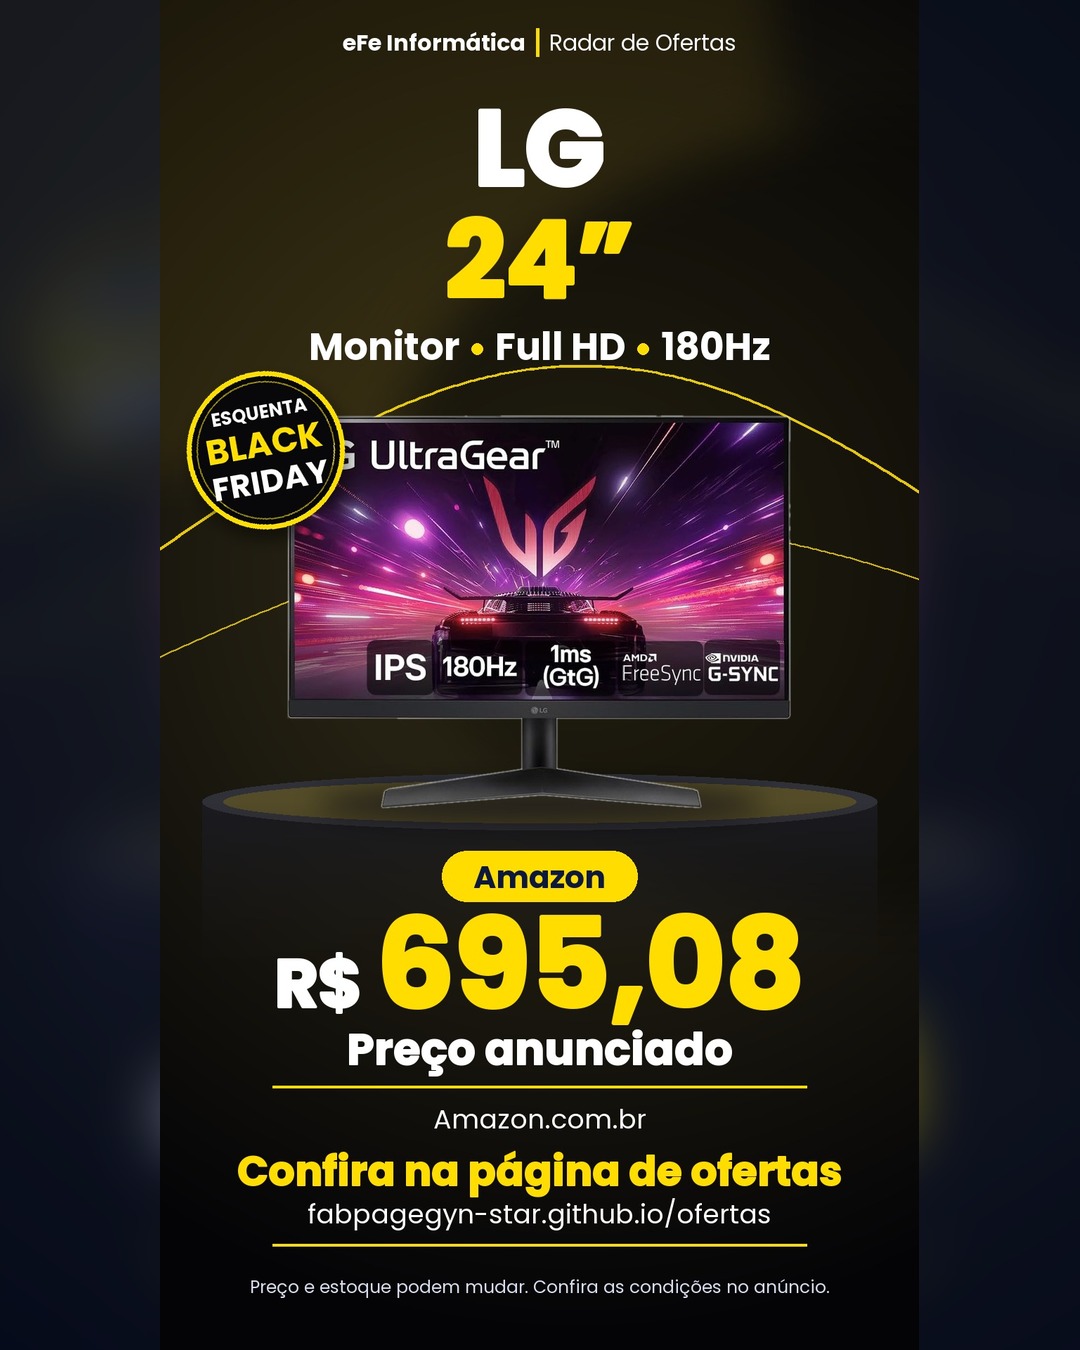 eFe Informática | Radar de Ofertas
LG
24”
Monitor • Full HD • 180Hz
ESQUENTA
BLACK
FRIDAY
G UltraGear™
IPS
180Hz
1ms
(GtG)
AMD
FreeSync
NVIDIA
G-SYNC
LG
Amazon
R$ 695,08
Preço anunciado
Amazon.com.br
Confira na página de ofertas
fabpagegyn-star.github.io/ofertas
Preço e estoque podem mudar. Confira as condições no anúncio.